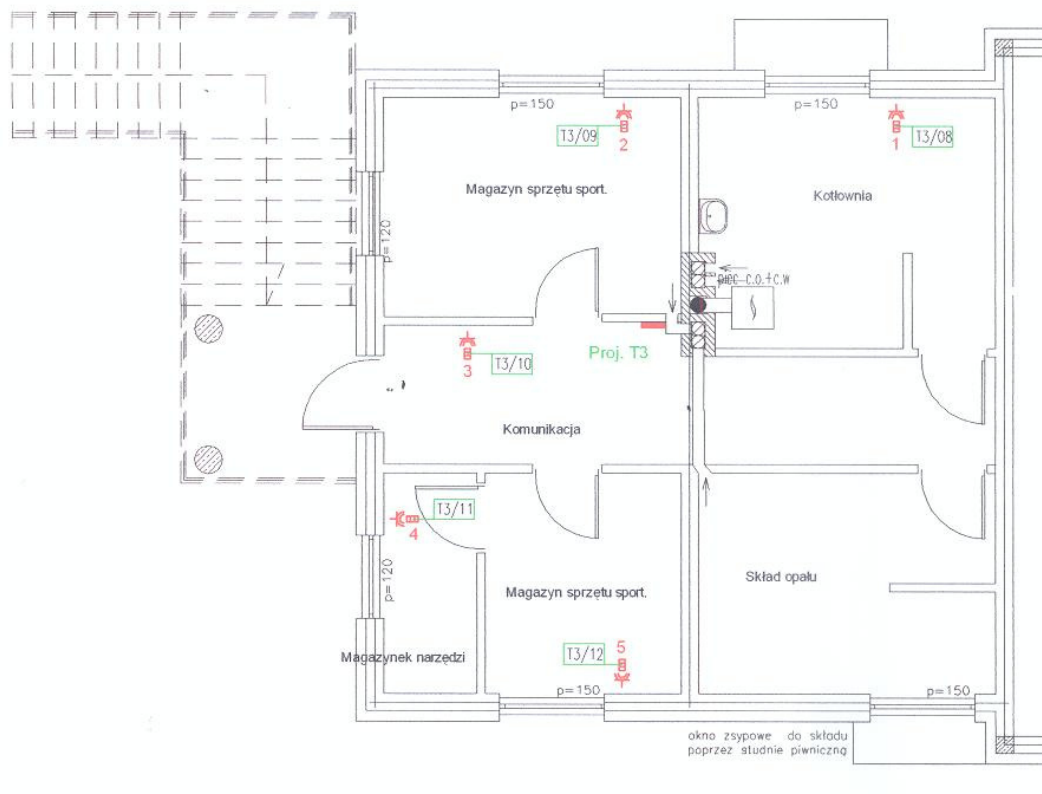 p=150
p=150
T3/09
2
1
T3/08
Magazyn sprzętu sport.
Kotłownia
p=120
piec c.o.+c.w
Proj. T3
3
T3/10
Komunikacja
T3/11
4
p=120
Magazyn sprzętu sport.
Skład opału
T3/12
5
Magazynek narzędzi
p=150
p=150
okno zsypowe do składu
poprzez studnie piwniczną